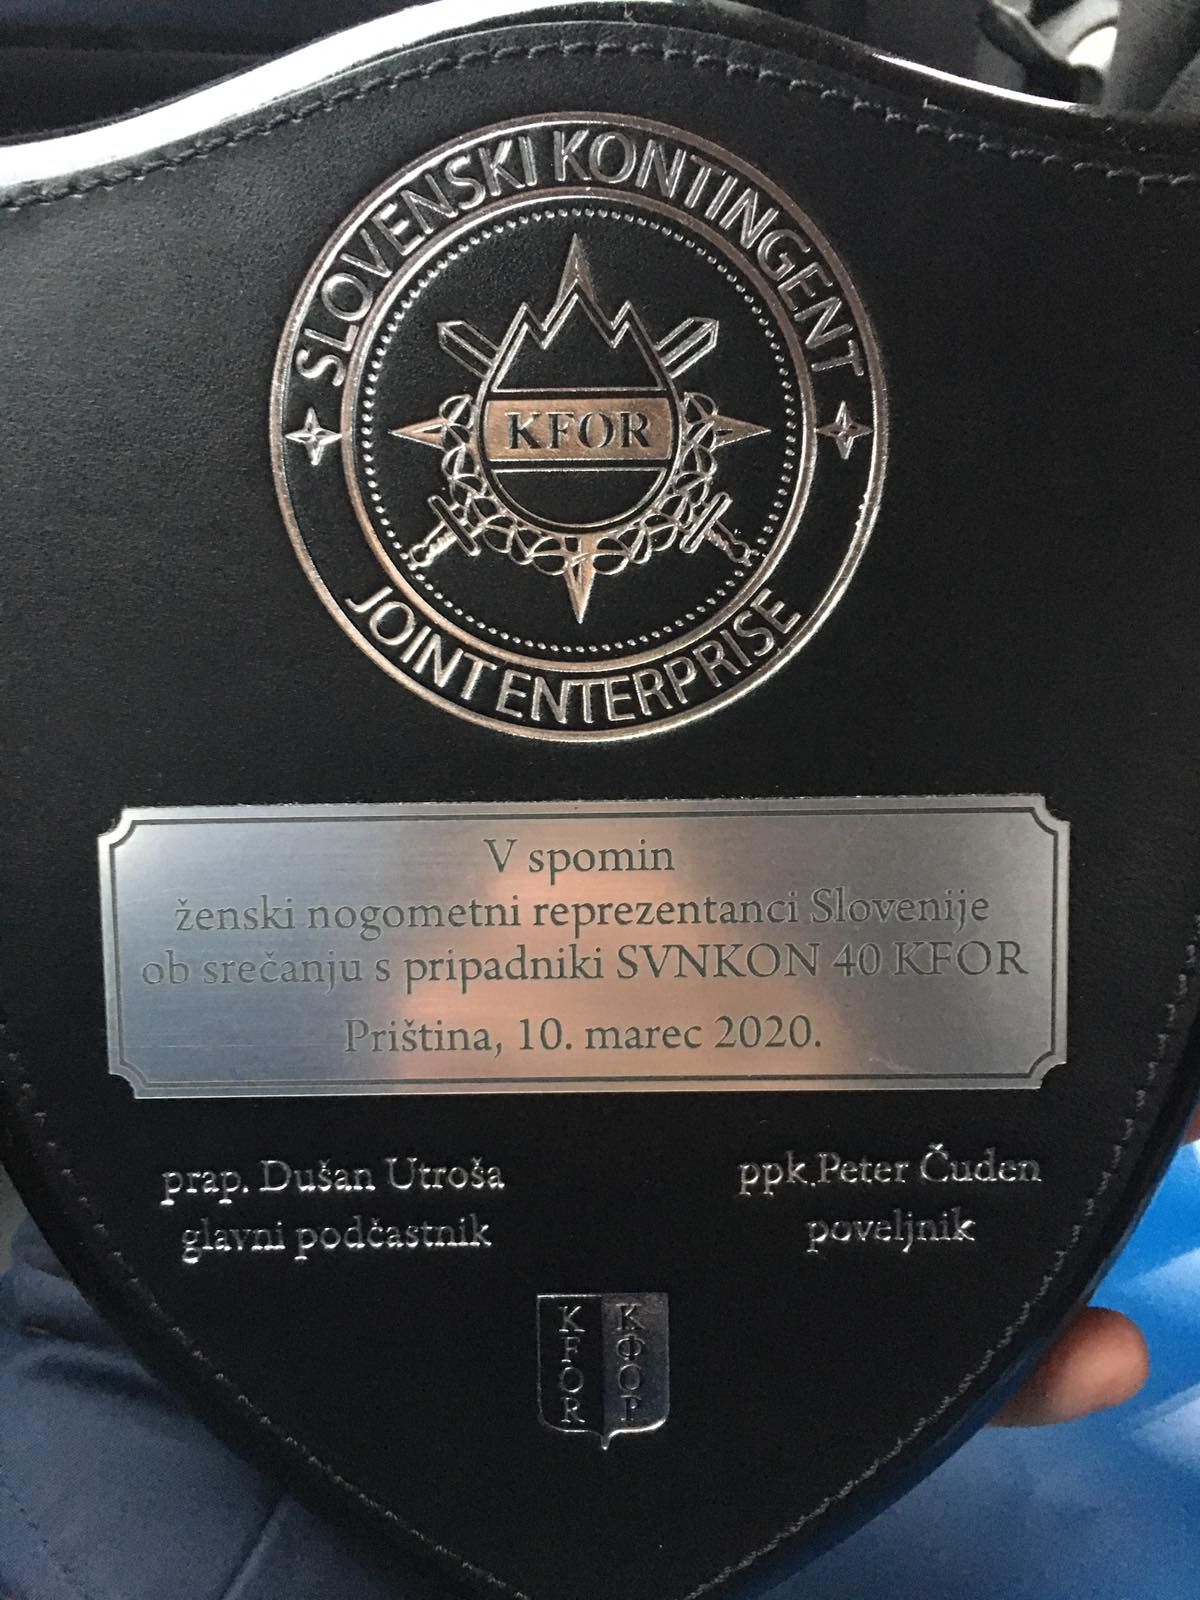 SLOVENSKI KONTINGENT
KFOR
JOINT ENTERPRISE
V spomin
ženski nogometni reprezentanci Slovenije
ob srečanju s pripadniki SVNKON 40 KFOR
Priština, 10. marec 2020.
prap. Dušan Utroša
glavni podčastnik
ppk.Peter Čuden
poveljnik
KFOR
КФОР